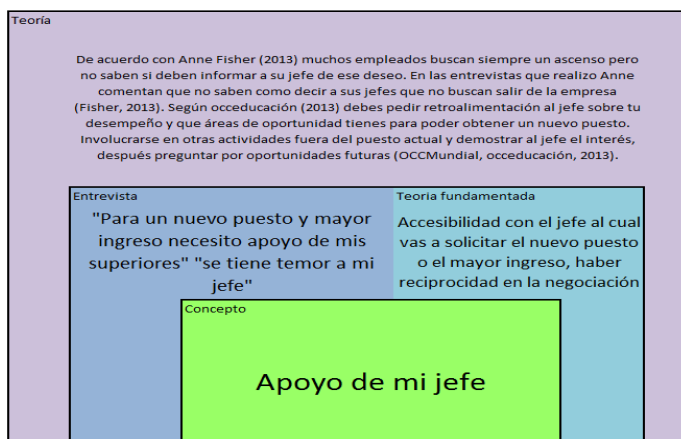 Teoría
De acuerdo con Anne Fisher (2013) muchos empleados buscan siempre un ascenso pero
no saben si deben informar a su jefe de ese deseo. En las entrevistas que realizo Anne
comentan que no saben como decir a sus jefes que no buscan salir de la empresa
(Fisher, 2013). Según occeducación (2013) debes pedir retroalimentación al jefe sobre tu
desempeño y que áreas de oportunidad tienes para poder obtener un nuevo puesto.
Involucrarse en otras actividades fuera del puesto actual y demostrar al jefe el interés,
después preguntar por oportunidades futuras (OCCMundial, occeducación, 2013).
Entrevista
"Para un nuevo puesto y mayor
ingreso necesito apoyo de mis
superiores" "se tiene temor a mi
jefe"
Teoria fundamentada
Accesibilidad con el jefe al cual
vas a solicitar el nuevo puesto
o el mayor ingreso, haber
reciprocidad en la negociación
Concepto
Apoyo de mi jefe